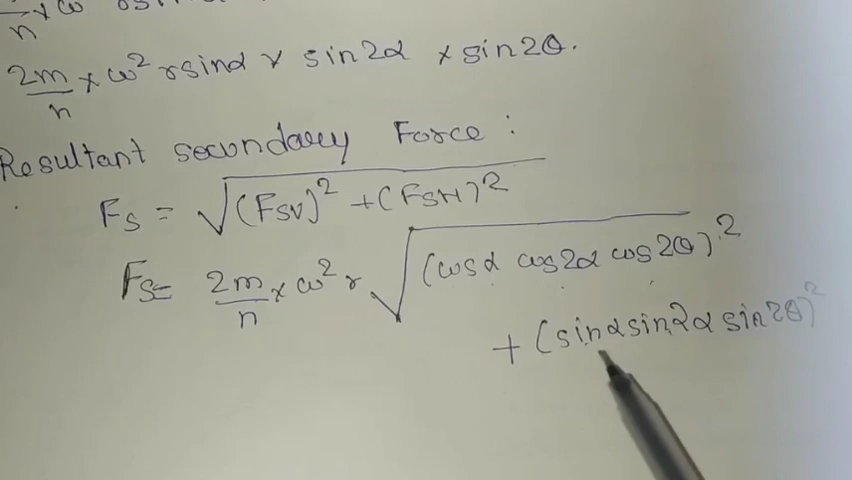 n × ω
2m/n × ω² r sinα × sin2α × sin2θ.
Resultant secondary Force :
Fs = √(FSV)² + (FSH)²
Fs = 2m/n × ω² r √(cosα cos2α cos2θ)²
+ (sinα sin2α sin2θ)²